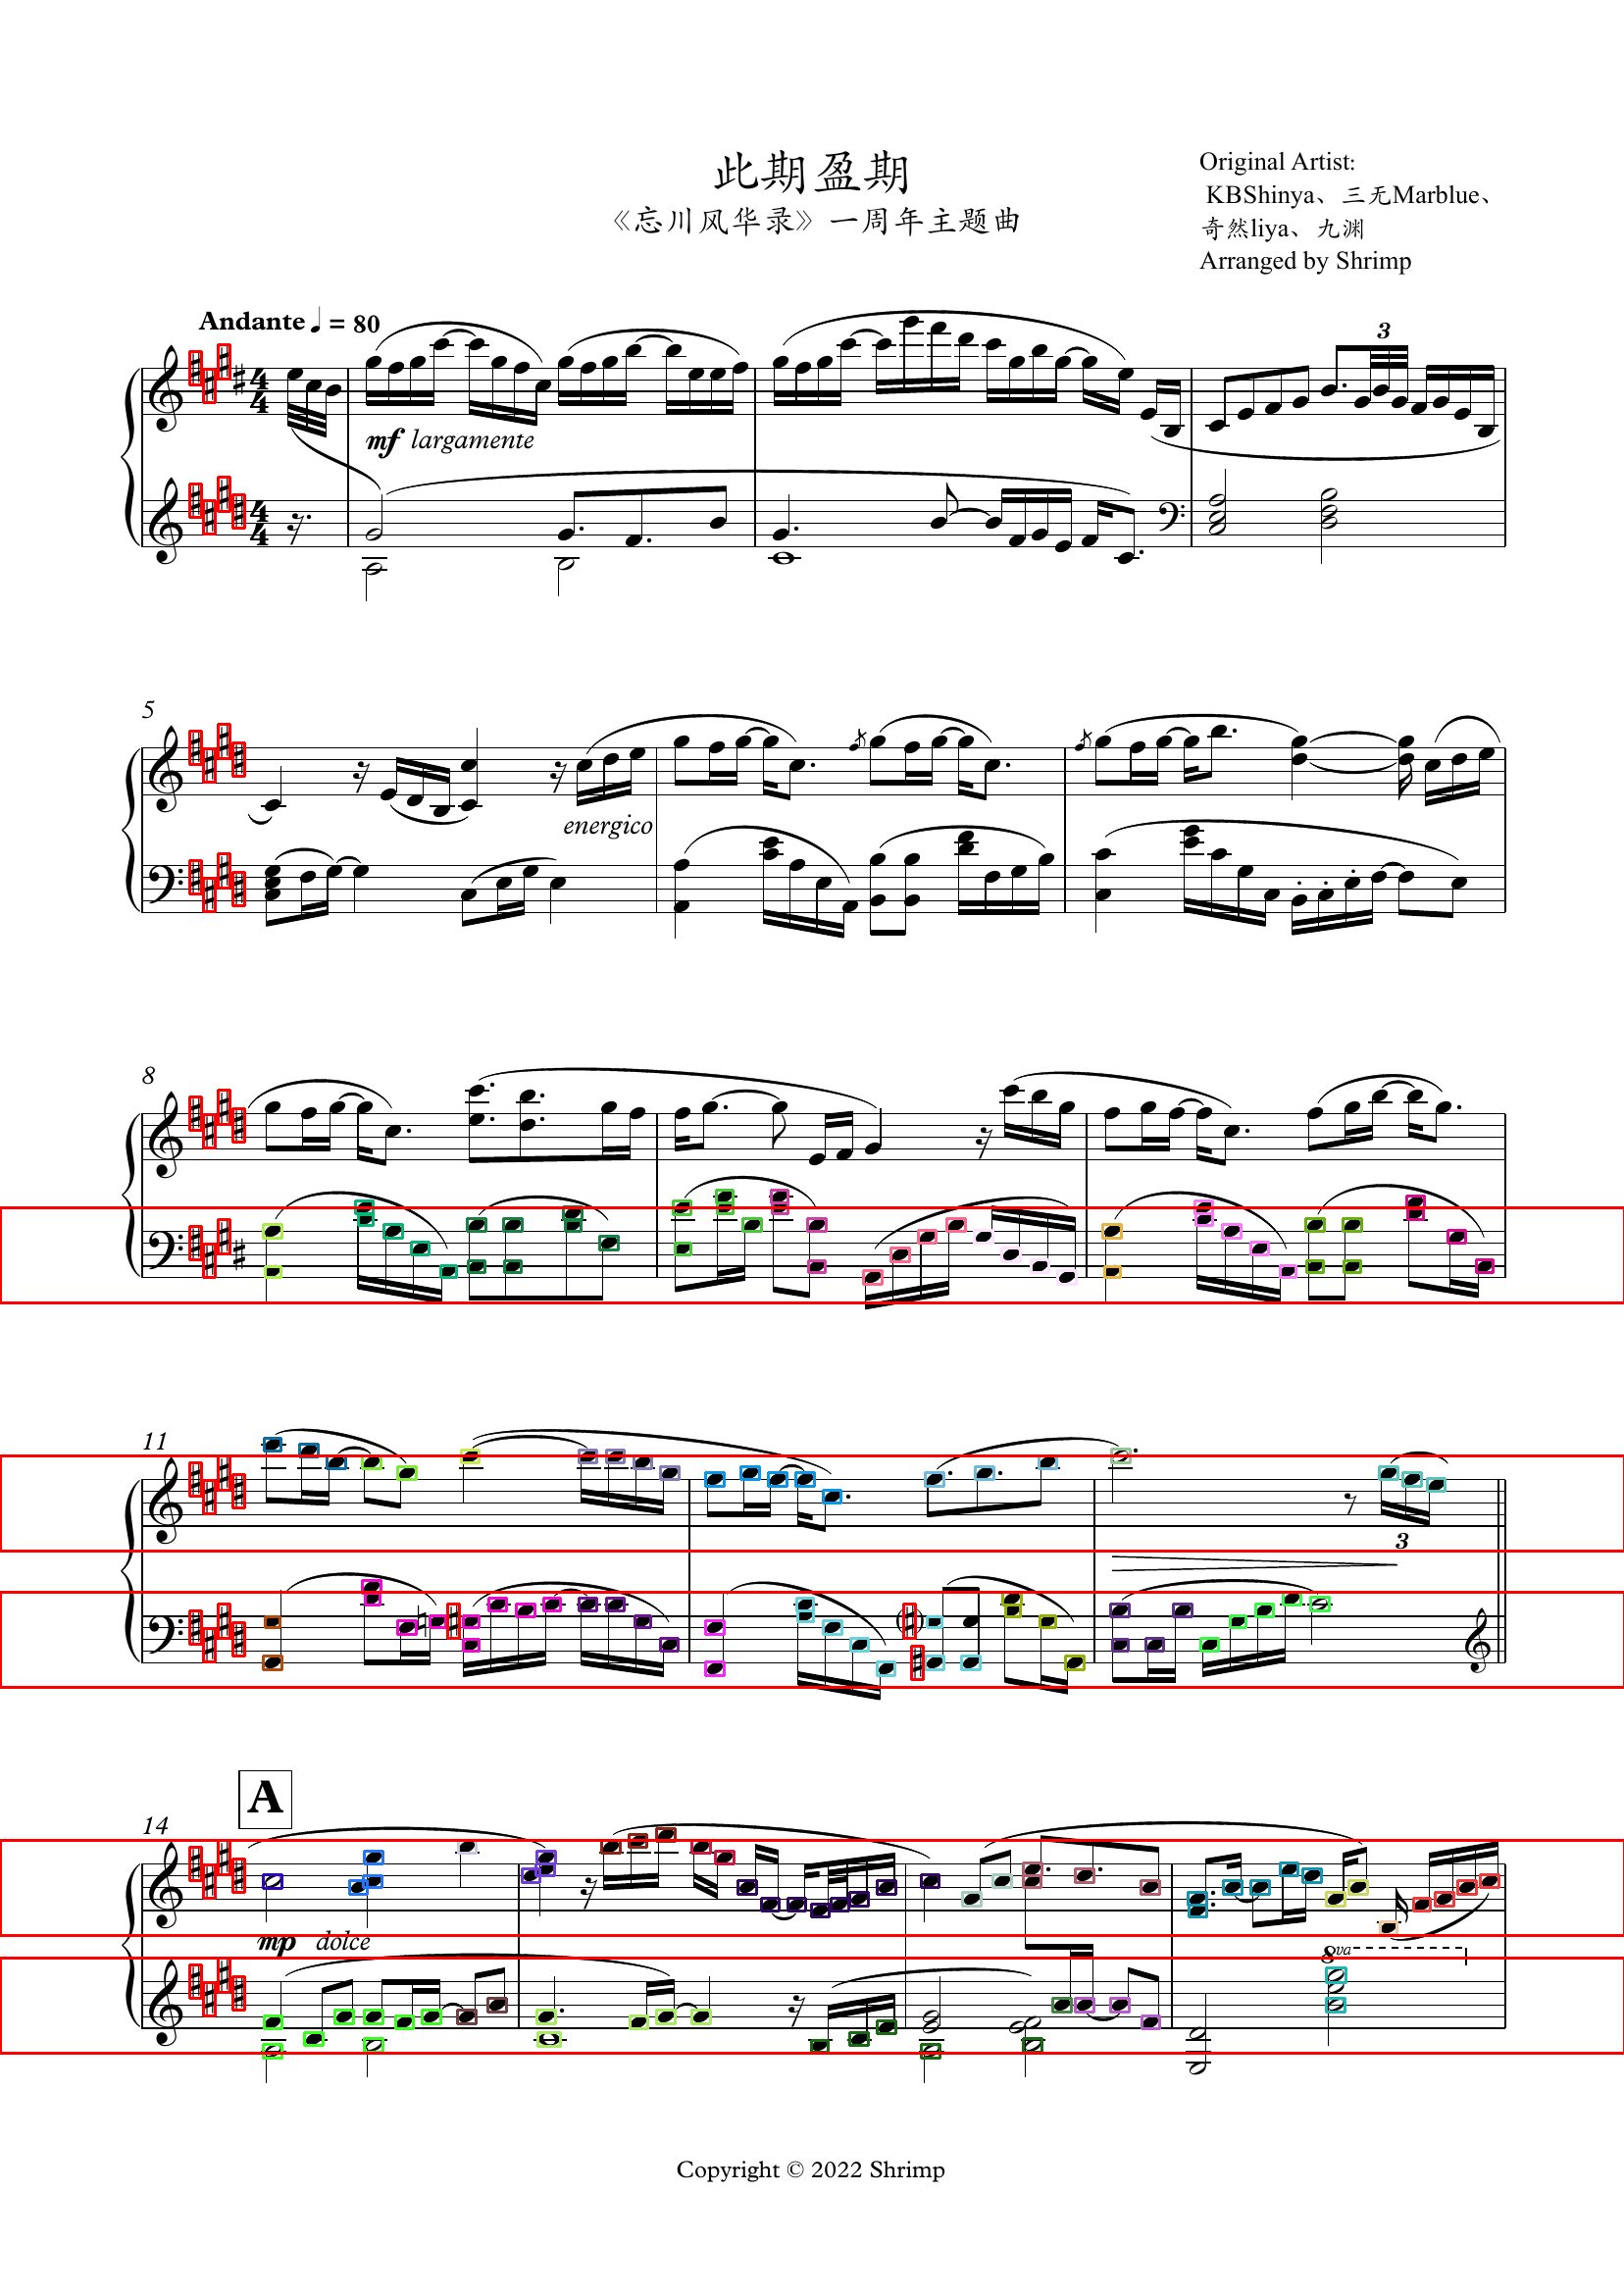 此期盈期
《忘川风华录》一周年主题曲
Original Artist:
KBShinya、三无Marblue、
奇然liya、九渊
Arranged by Shrimp
Andante ♩ = 80
3
4
4
mf largamente
4
4
5
energico
8
11
3
A
14
mp dolce
8va
Copyright © 2022 Shrimp